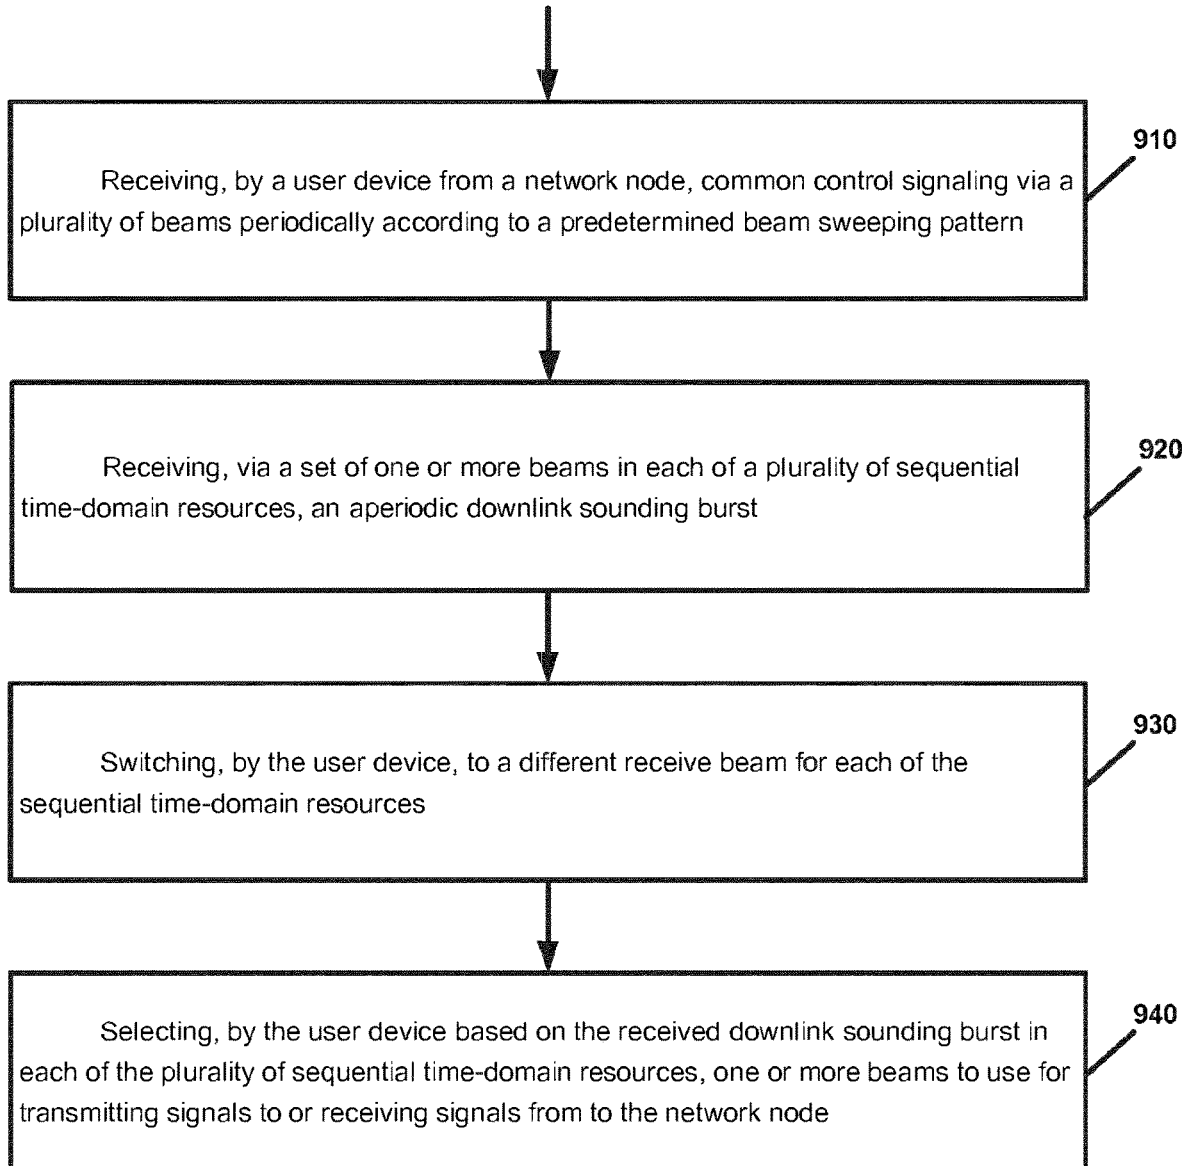 910
Receiving, by a user device from a network node, common control signaling via a
plurality of beams periodically according to a predetermined beam sweeping pattern
920
Receiving, via a set of one or more beams in each of a plurality of sequential
time-domain resources, an aperiodic downlink sounding burst
930
Switching, by the user device, to a different receive beam for each of the
sequential time-domain resources
940
Selecting, by the user device based on the received downlink sounding burst in
each of the plurality of sequential time-domain resources, one or more beams to use for
transmitting signals to or receiving signals from to the network node